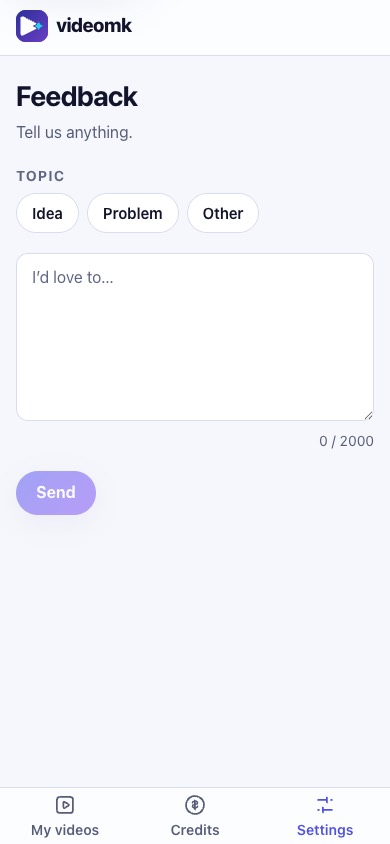 videomk
Feedback
Tell us anything.
TOPIC
Idea Problem Other
I'd love to...
0 / 2000
Send
My videos Credits Settings